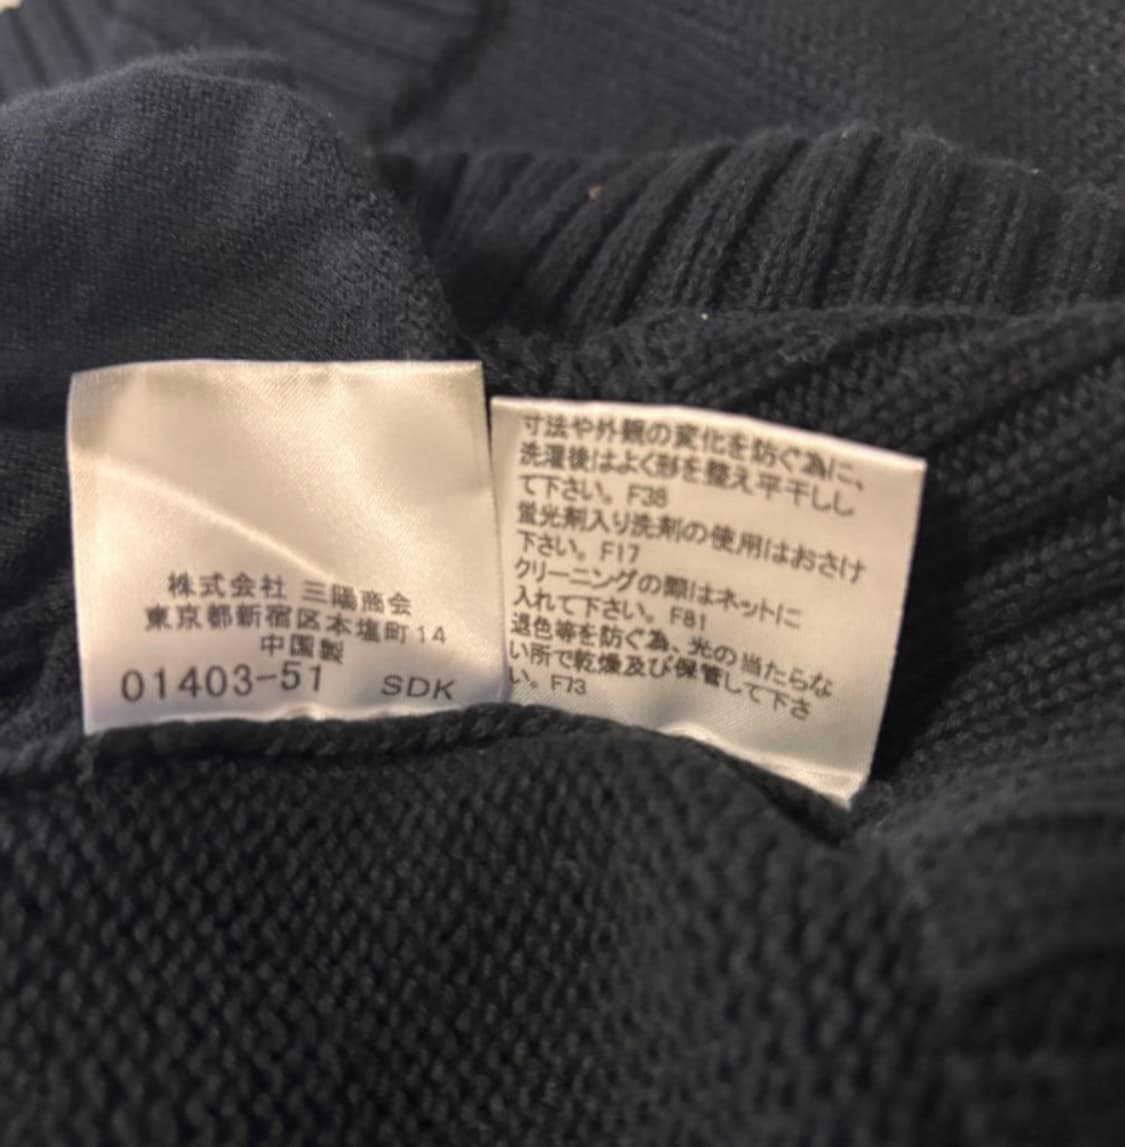 株式会社 三陽商会
東京都新宿区本塩町14
中国製
01403-51 SDK
寸法や外観の変化を防ぐ為に、
洗濯後はよく形を整え平干しし
て下さい。F38
蛍光剤入り洗剤の使用はおさけ
下さい。F17
クリーニングの際はネットに
入れて下さい。F81
退色等を防ぐ為、光の当たらな
い所で乾燥及び保管して下さ
い。F73